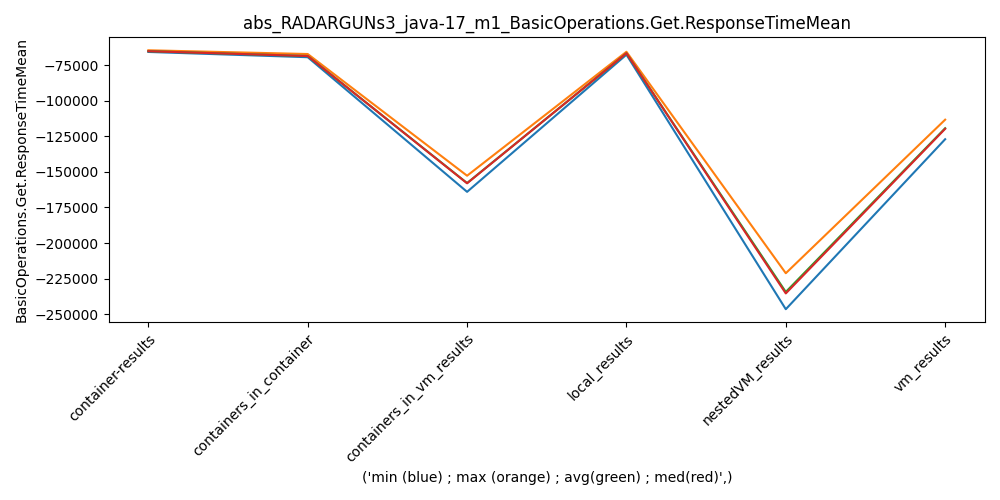 abs_RADARGUNs3_java-17_m1_BasicOperations.Get.ResponseTimeMean
BasicOperations.Get.ResponseTimeMean
−75000
−100000
−125000
−150000
−175000
−200000
−225000
−250000
container-results
containers_in_container
containers_in_vm_results
local_results
nestedVM_results
vm_results
('min (blue) ; max (orange) ; avg(green) ; med(red)',)